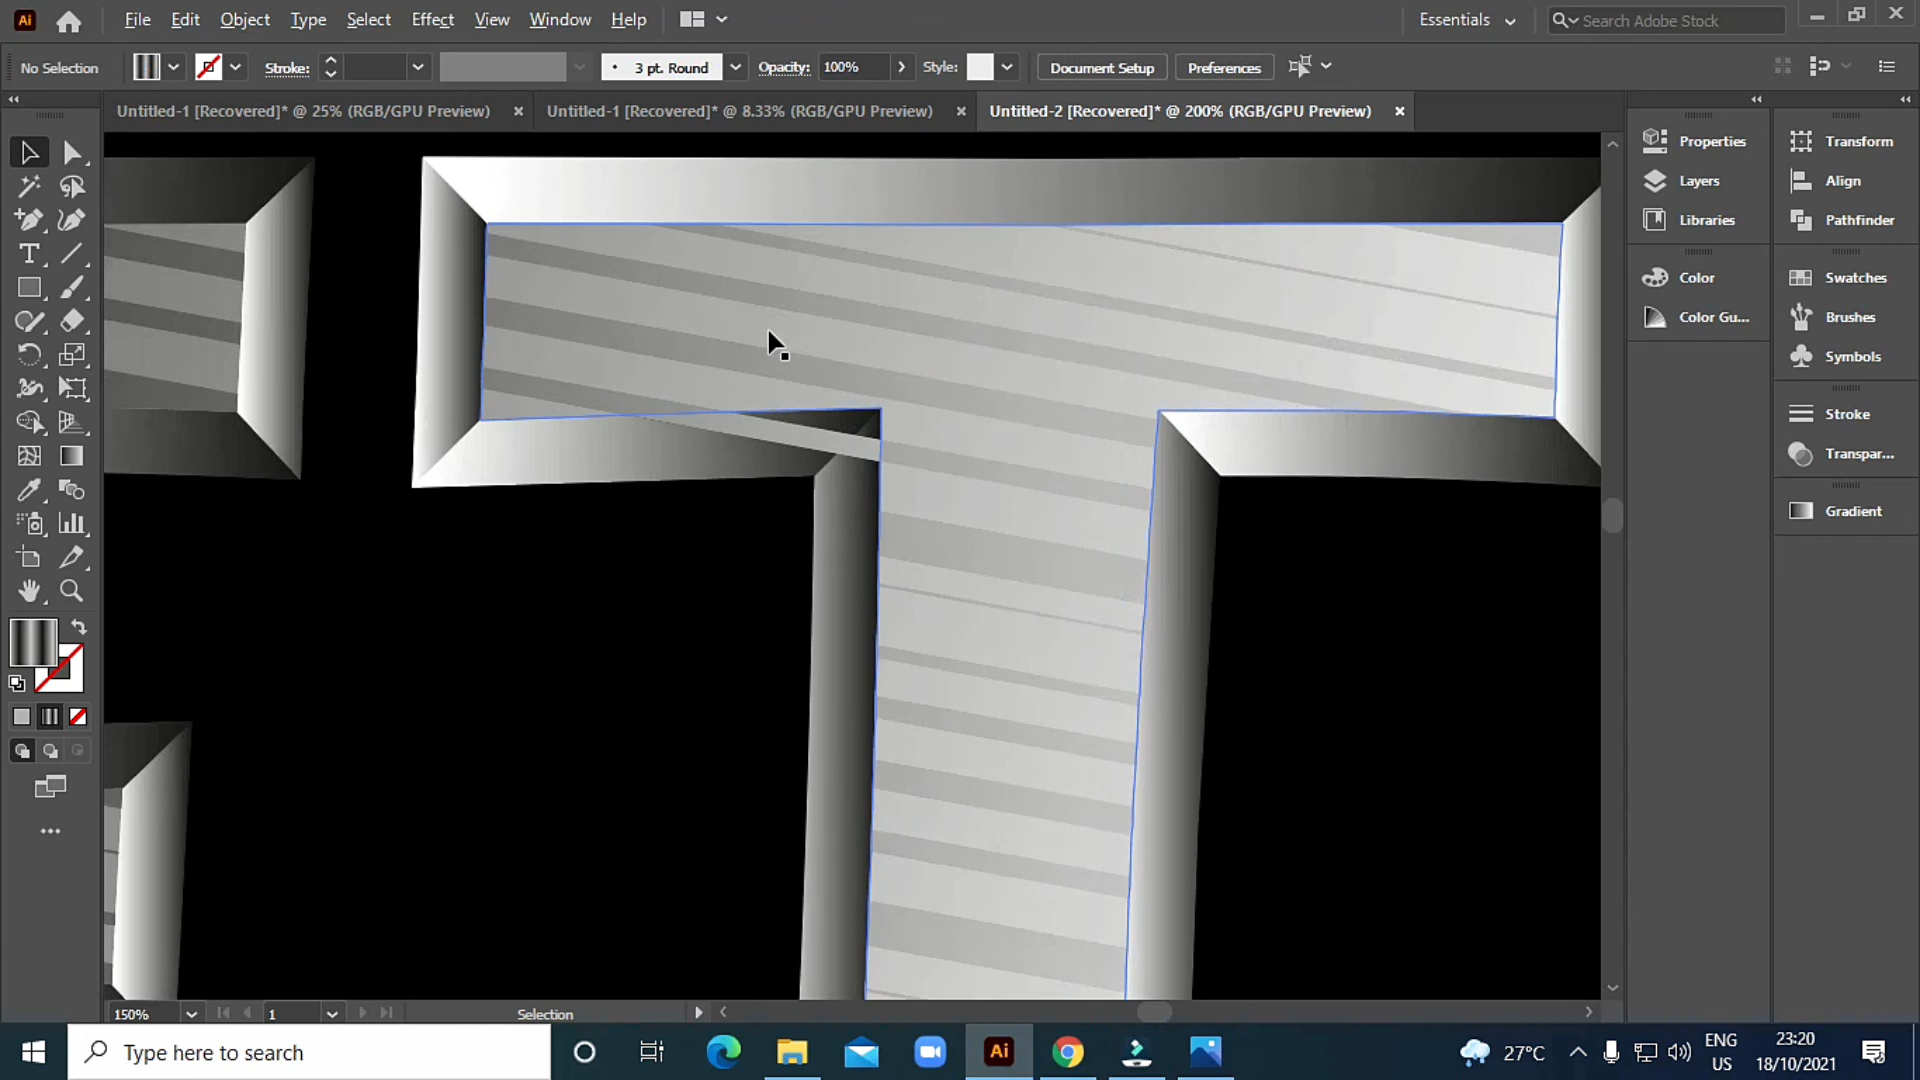 Ai File Edit Object Type Select Effect View Window Help Essentials Search Adobe Stock
No Selection Stroke: 3 pt. Round Opacity: 100% Style: Document Setup Preferences
Untitled-1 [Recovered]* @ 25% (RGB/GPU Preview) Untitled-1 [Recovered]* @ 8.33% (RGB/GPU Preview) Untitled-2 [Recovered]* @ 200% (RGB/GPU Preview)
Properties Transform
Layers Align
Libraries Pathfinder
Color Swatches
Color Gu... Brushes
Symbols
Stroke
Transpar...
Gradient
150% 1 Selection
Type here to search Ai 27°C ENG 23:20
US 18/10/2021